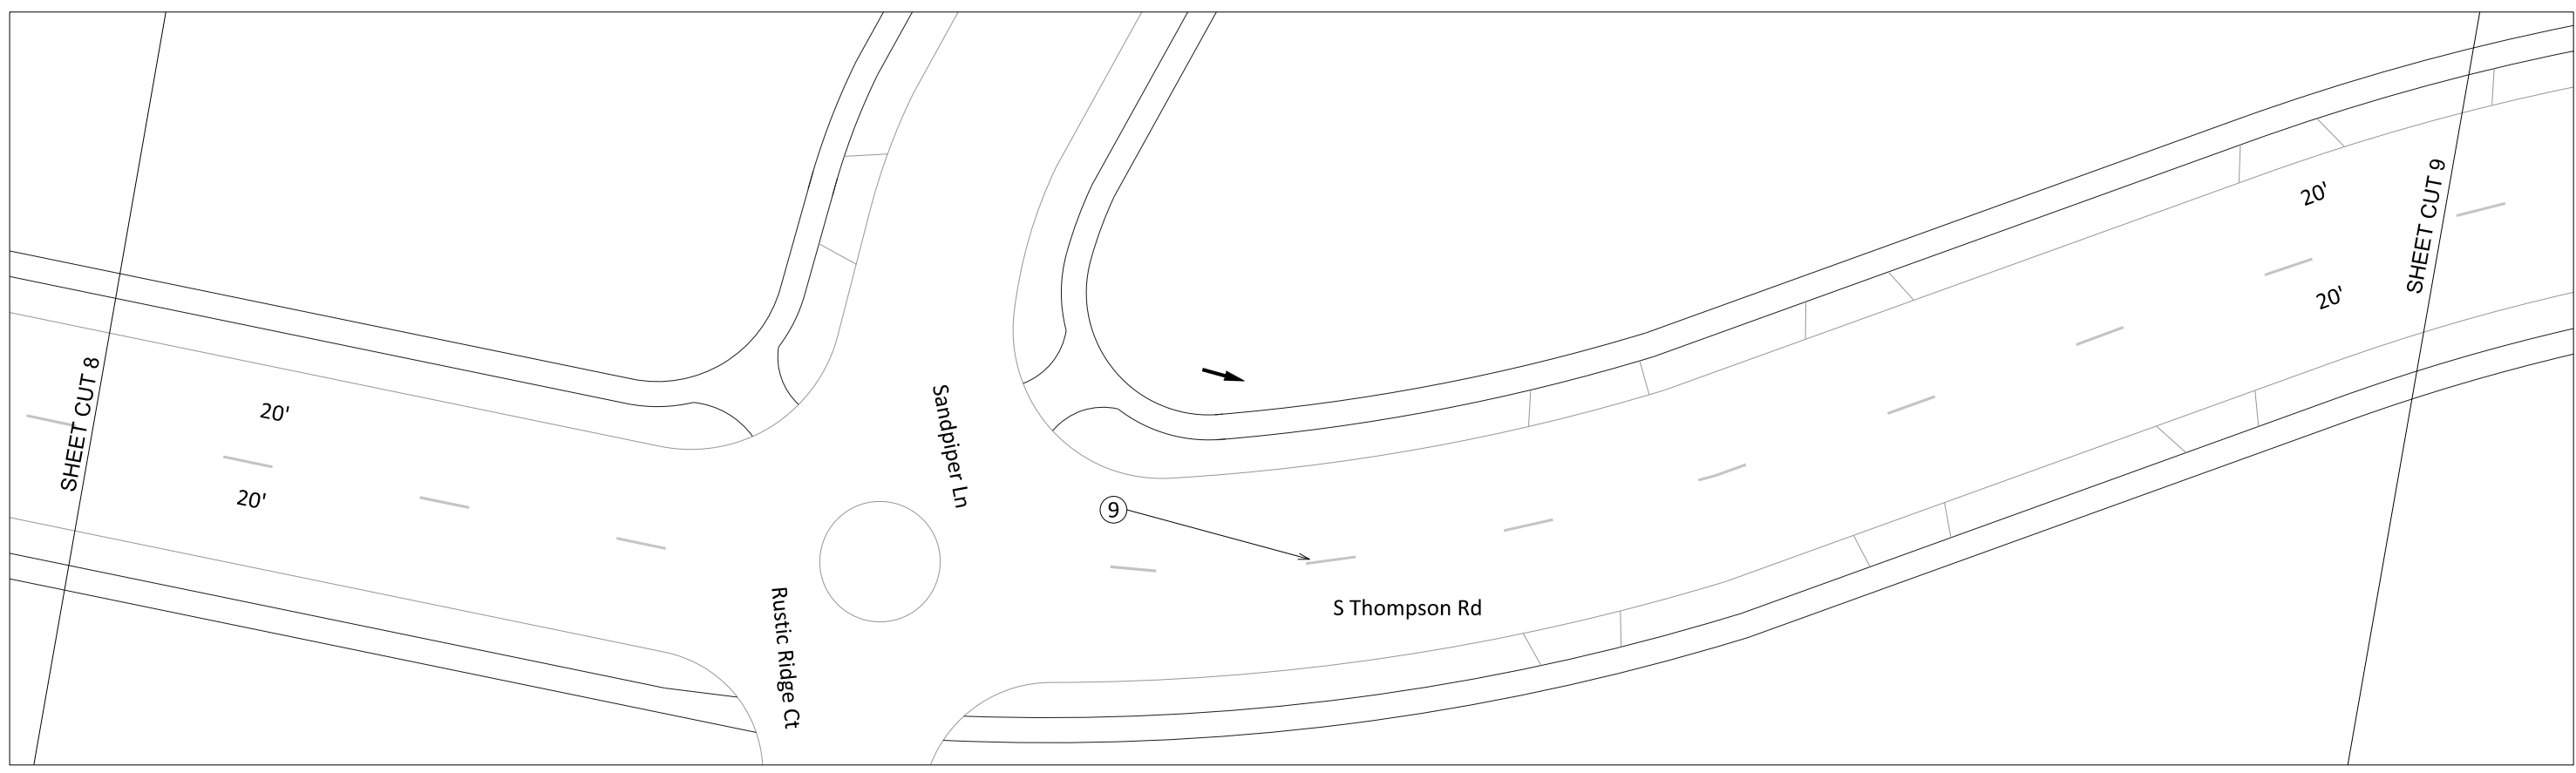 SHEET CUT 8
20'
20'
Sandpiper Ln
Rustic Ridge Ct
9
S Thompson Rd
20'
20'
SHEET CUT 9